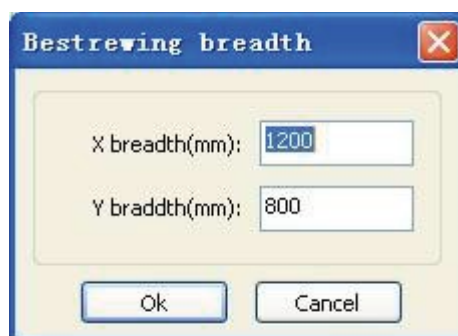 Bestrewing breadth
X breadth(mm): 1200
Y braddth(mm): 800
Ok Cancel